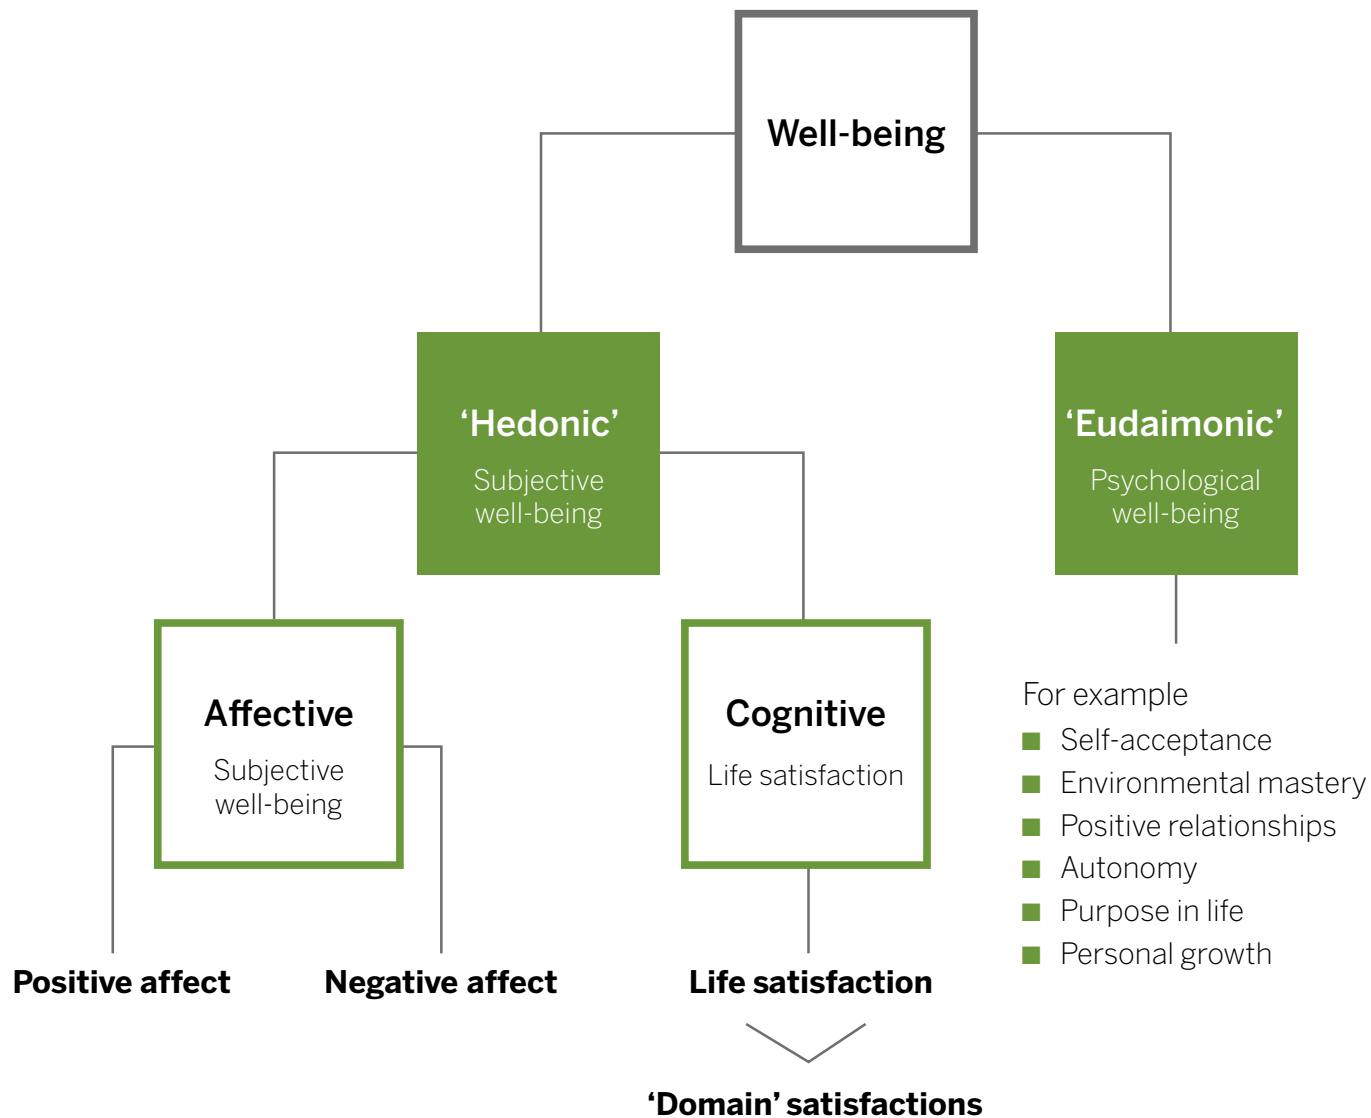 Well-being
‘Hedonic’
Subjective
well-being
‘Eudaimonic’
Psychological
well-being
Affective
Subjective
well-being
Cognitive
Life satisfaction
For example
Self-acceptance
Environmental mastery
Positive relationships
Autonomy
Purpose in life
Personal growth
Positive affect
Negative affect
Life satisfaction
‘Domain’ satisfactions